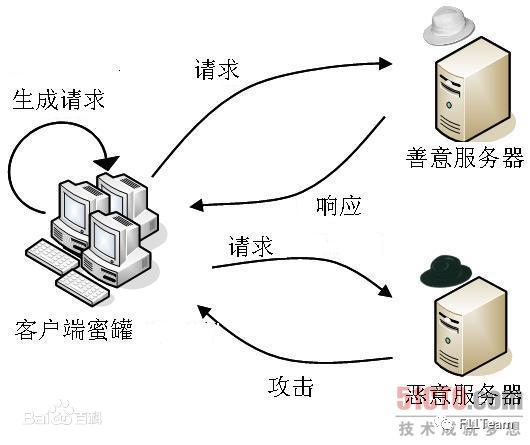 生成请求
请求
善意服务器
响应
请求
客户端蜜罐
攻击
恶意服务器
51CTO.com
技术成就梦想
Bai百科
F11Team